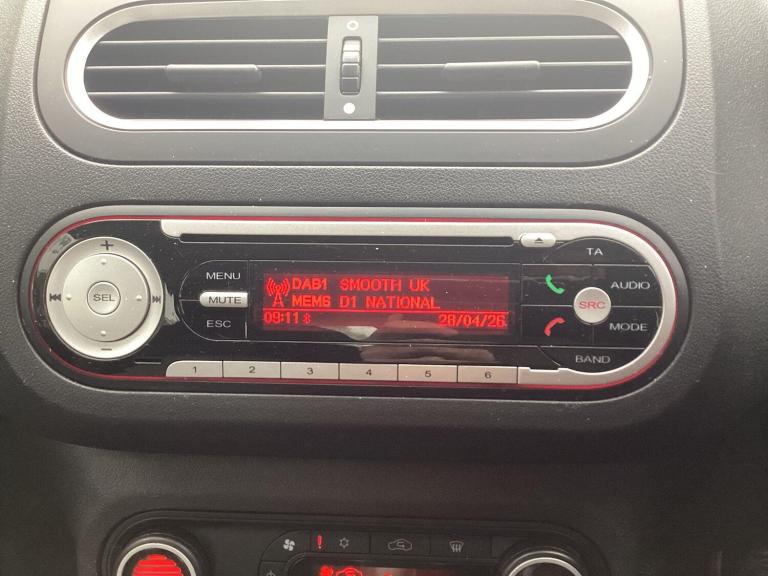 TA
MENU
MUTE
ESC
SEL
DAB1 SMOOTH UK
MEM6 D1 NATIONAL
09:11 28/04/26
AUDIO
SRC
MODE
BAND
1 2 3 4 5 6